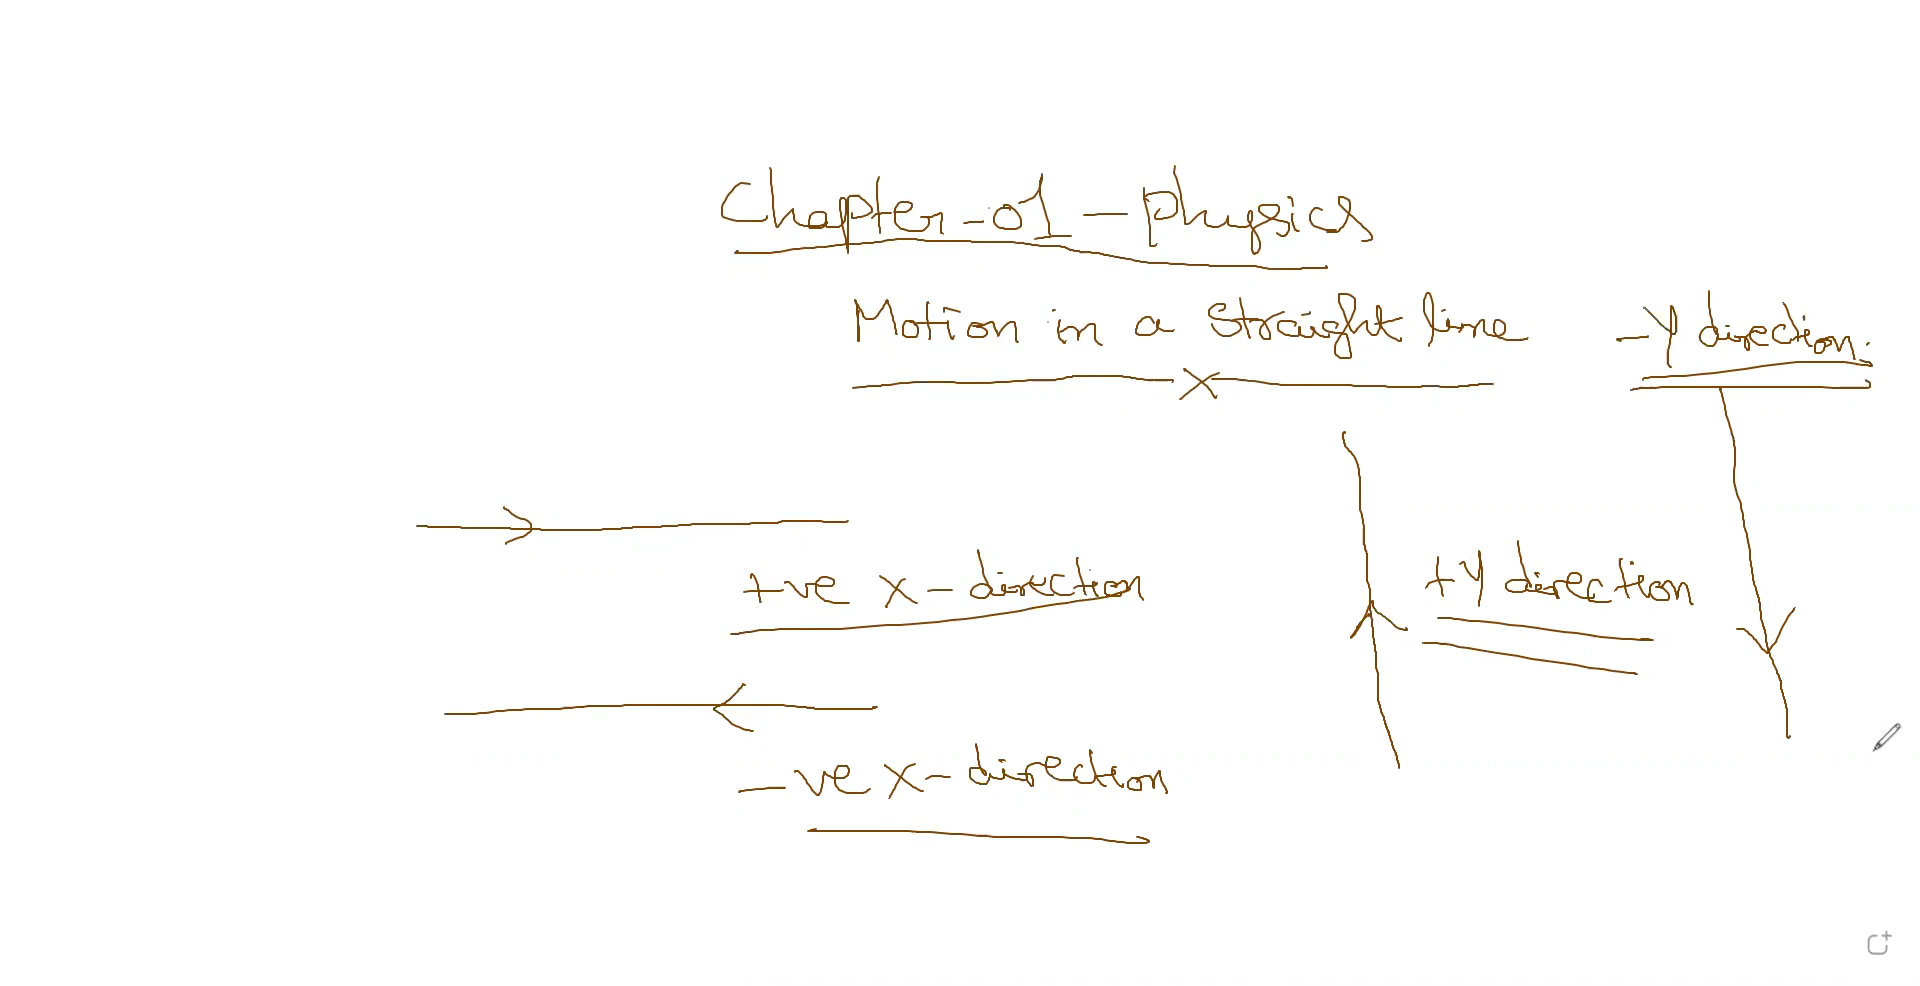 Chapter-01-Physics
Motion in a straight line
-Y direction.
+ve x-direction
+Y direction
-ve x-direction